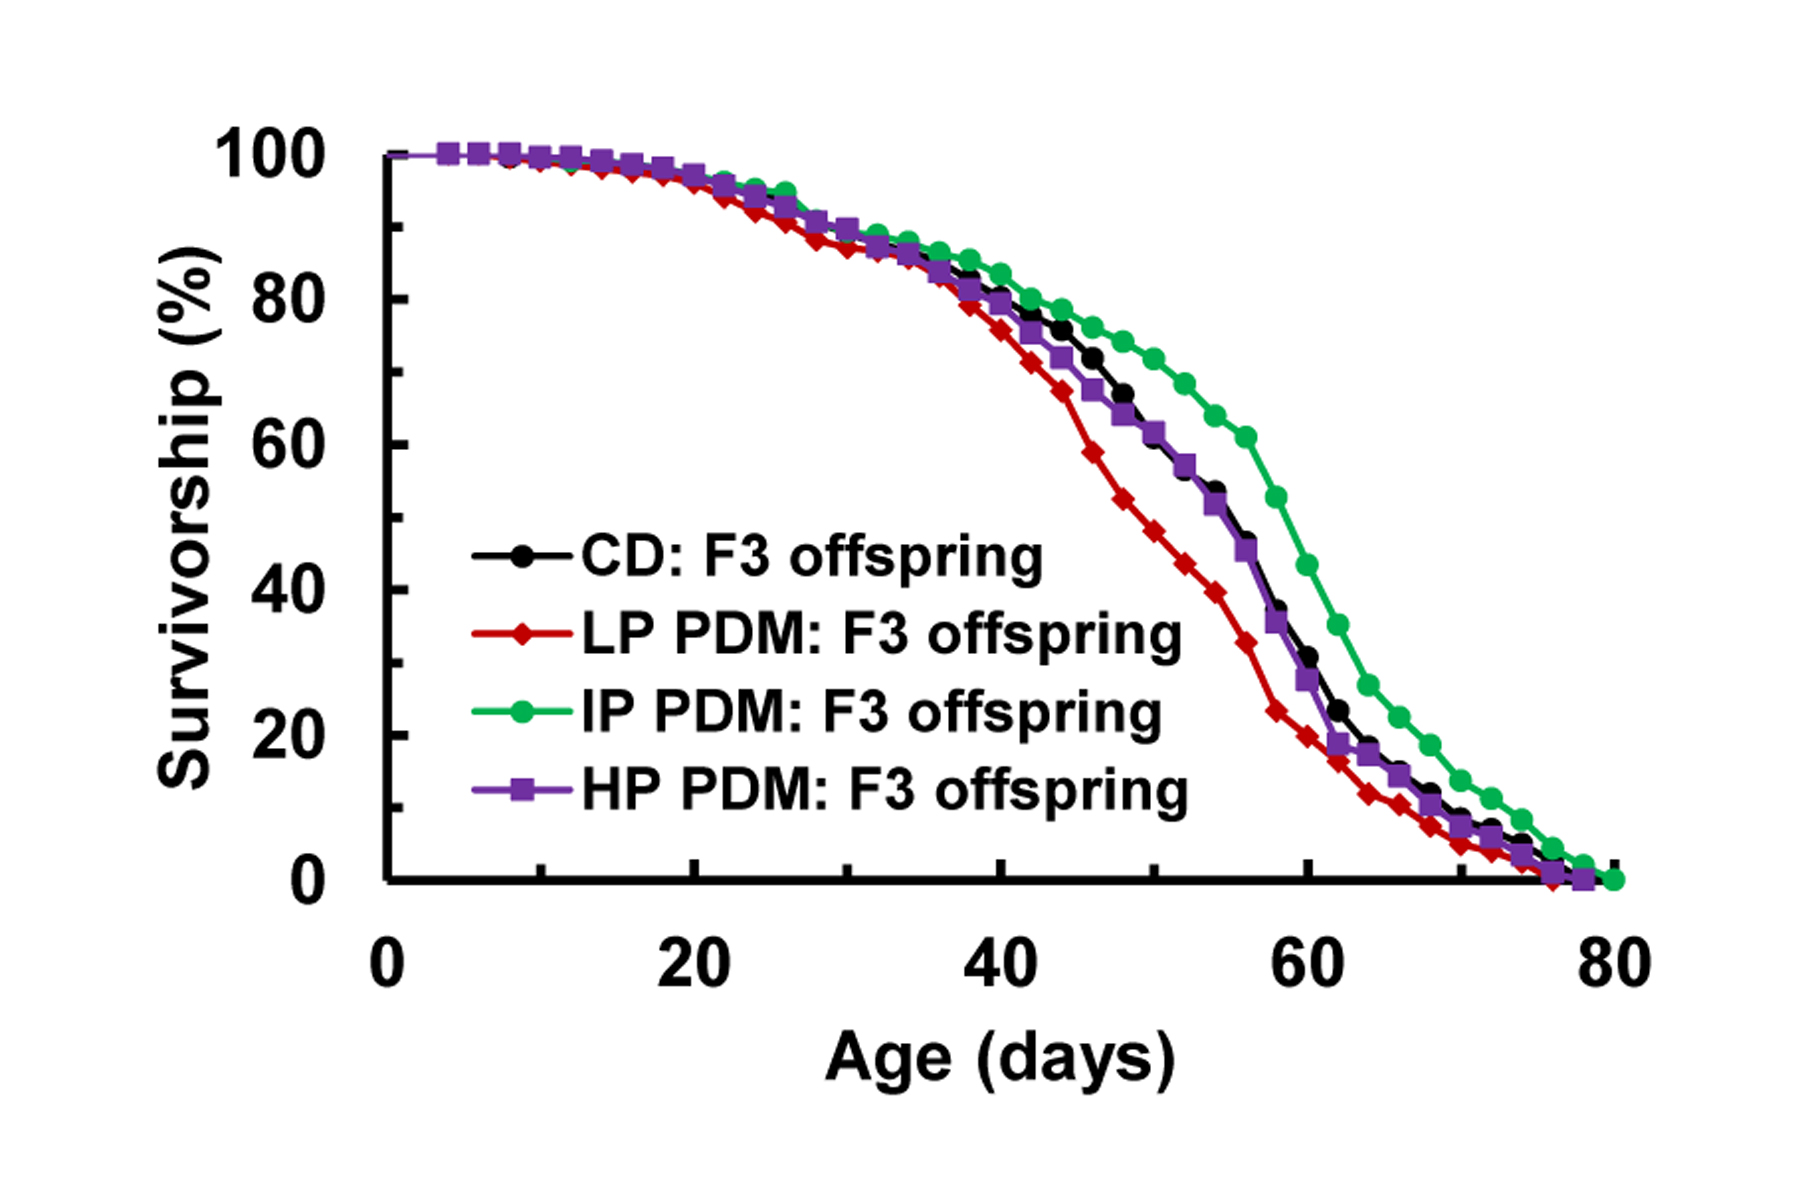 Survivorship (%)
100
80
60
40
20
0
CD: F3 offspring
LP PDM: F3 offspring
IP PDM: F3 offspring
HP PDM: F3 offspring
0 20 40 60 80
Age (days)